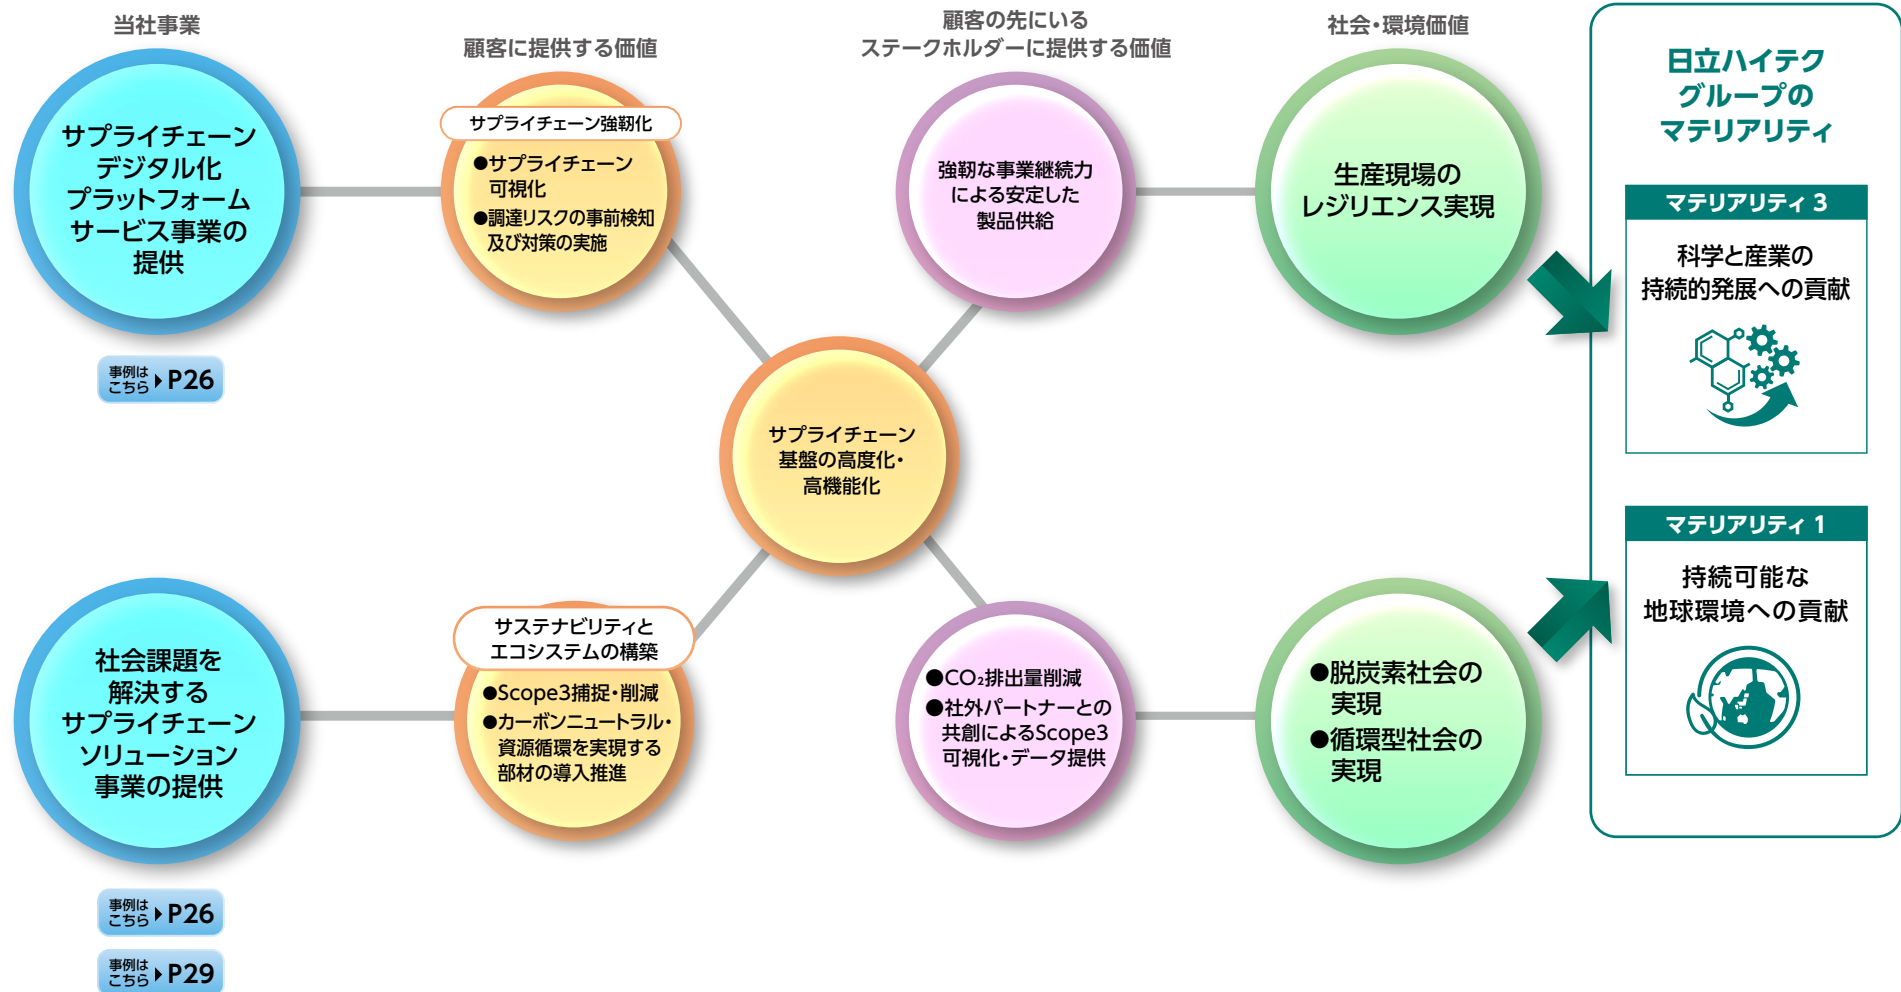 当社事業
顧客に提供する価値
顧客の先にいる
ステークホルダーに提供する価値
社会・環境価値
サプライチェーン
デジタル化
プラットフォーム
サービス事業の
提供
事例は
こちら▶P26
サプライチェーン強靭化
●サプライチェーン
可視化
●調達リスクの事前検知
及び対策の実施
強靭な事業継続力
による安定した
製品供給
生産現場の
レジリエンス実現
サプライチェーン
基盤の高度化・
高機能化
社会課題を
解決する
サプライチェーン
ソリューション
事業の提供
事例は
こちら▶P26
事例は
こちら▶P29
サステナビリティと
エコシステムの構築
●Scope3捕捉・削減
●カーボンニュートラル・
資源循環を実現する
部材の導入推進
●CO₂排出量削減
●社外パートナーとの
共創によるScope3
可視化・データ提供
●脱炭素社会の
実現
●循環型社会の
実現
日立ハイテク
グループの
マテリアリティ
マテリアリティ 3
科学と産業の
持続的発展への貢献
マテリアリティ 1
持続可能な
地球環境への貢献